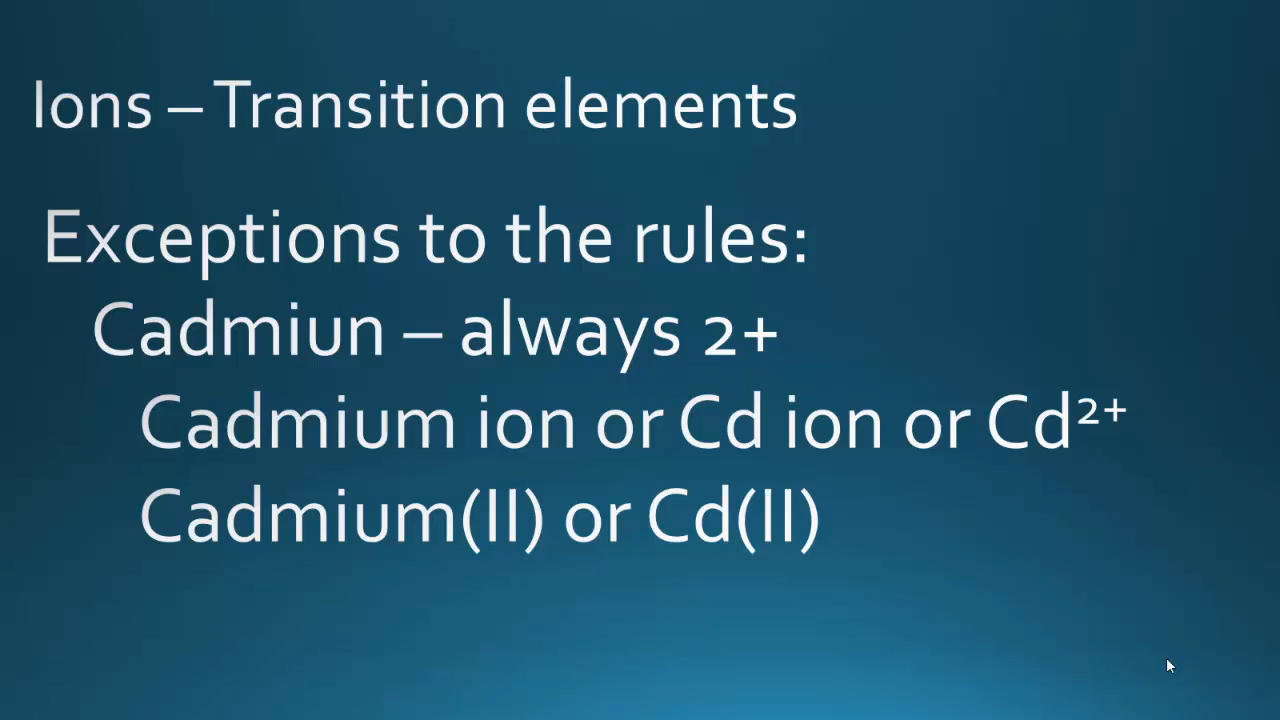 Ions – Transition elements
Exceptions to the rules:
Cadmiun – always 2+
Cadmium ion or Cd ion or Cd²⁺
Cadmium(II) or Cd(II)